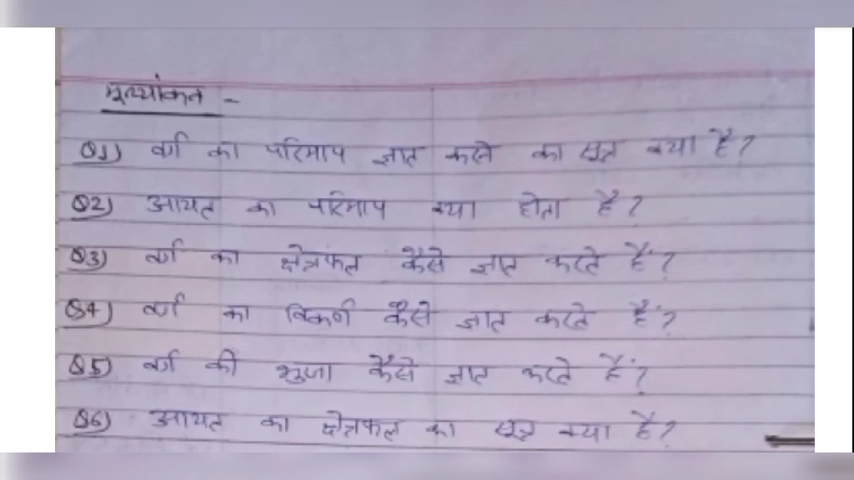 मूल्यांकन -
Q1) वर्ग का परिमाप ज्ञात करने का सूत्र क्या है?
Q2) आयत का परिमाप क्या होता है?
Q3) वर्ग का क्षेत्रफल कैसे ज्ञात करते हैं?
Q4) वर्ग का विकर्ण कैसे ज्ञात करते हैं?
Q5) वर्ग की भुजा कैसे ज्ञात करते हैं?
Q6) आयत का क्षेत्रफल का सूत्र क्या है?